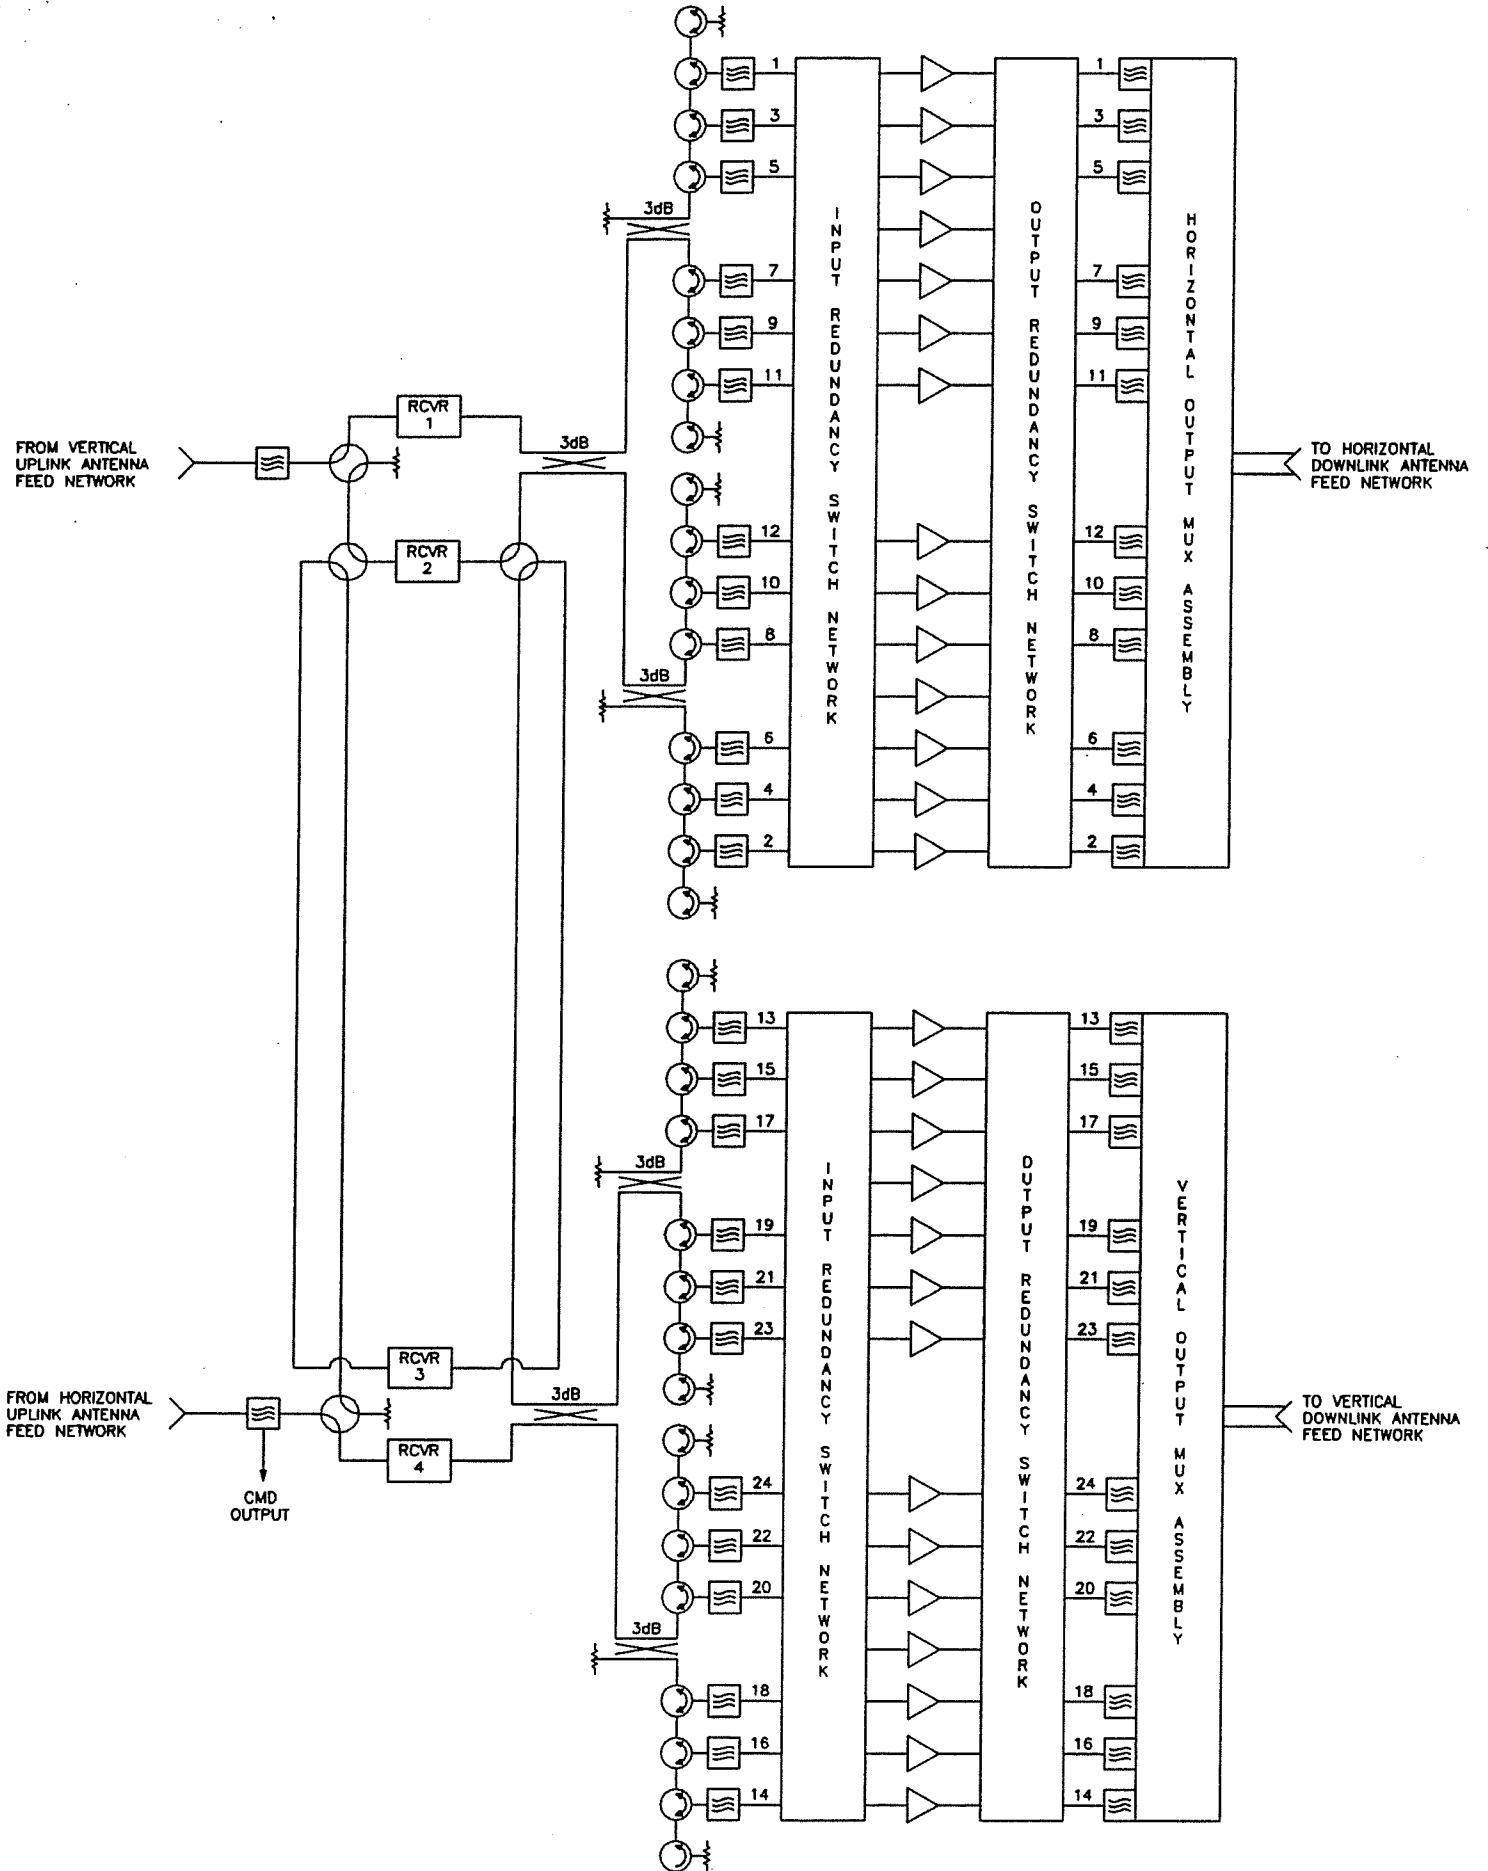 1
3
5
3dB
7
9
11
RCVR
1
3dB
FROM VERTICAL
UPLINK ANTENNA
FEED NETWORK
RCVR
2
12
10
8
3dB
6
4
2
INPUT REDUNDANCY SWITCH NETWORK
OUTPUT REDUNDANCY SWITCH NETWORK
1
3
5
7
9
11
12
10
8
6
4
2
HORIZONTAL OUTPUT MUX ASSEMBLY
TO HORIZONTAL
DOWNLINK ANTENNA
FEED NETWORK
13
15
17
3dB
19
21
23
RCVR
3
3dB
FROM HORIZONTAL
UPLINK ANTENNA
FEED NETWORK
RCVR
4
CMD
OUTPUT
24
22
20
3dB
18
16
14
INPUT REDUNDANCY SWITCH NETWORK
OUTPUT REDUNDANCY SWITCH NETWORK
13
15
17
19
21
23
24
22
20
18
16
14
VERTICAL OUTPUT MUX ASSEMBLY
TO VERTICAL
DOWNLINK ANTENNA
FEED NETWORK